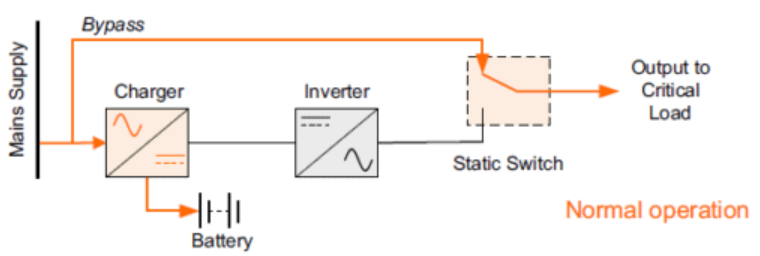 Bypass
Mains Supply
Charger
Inverter
Output to
Critical
Load
Static Switch
Normal operation
Battery